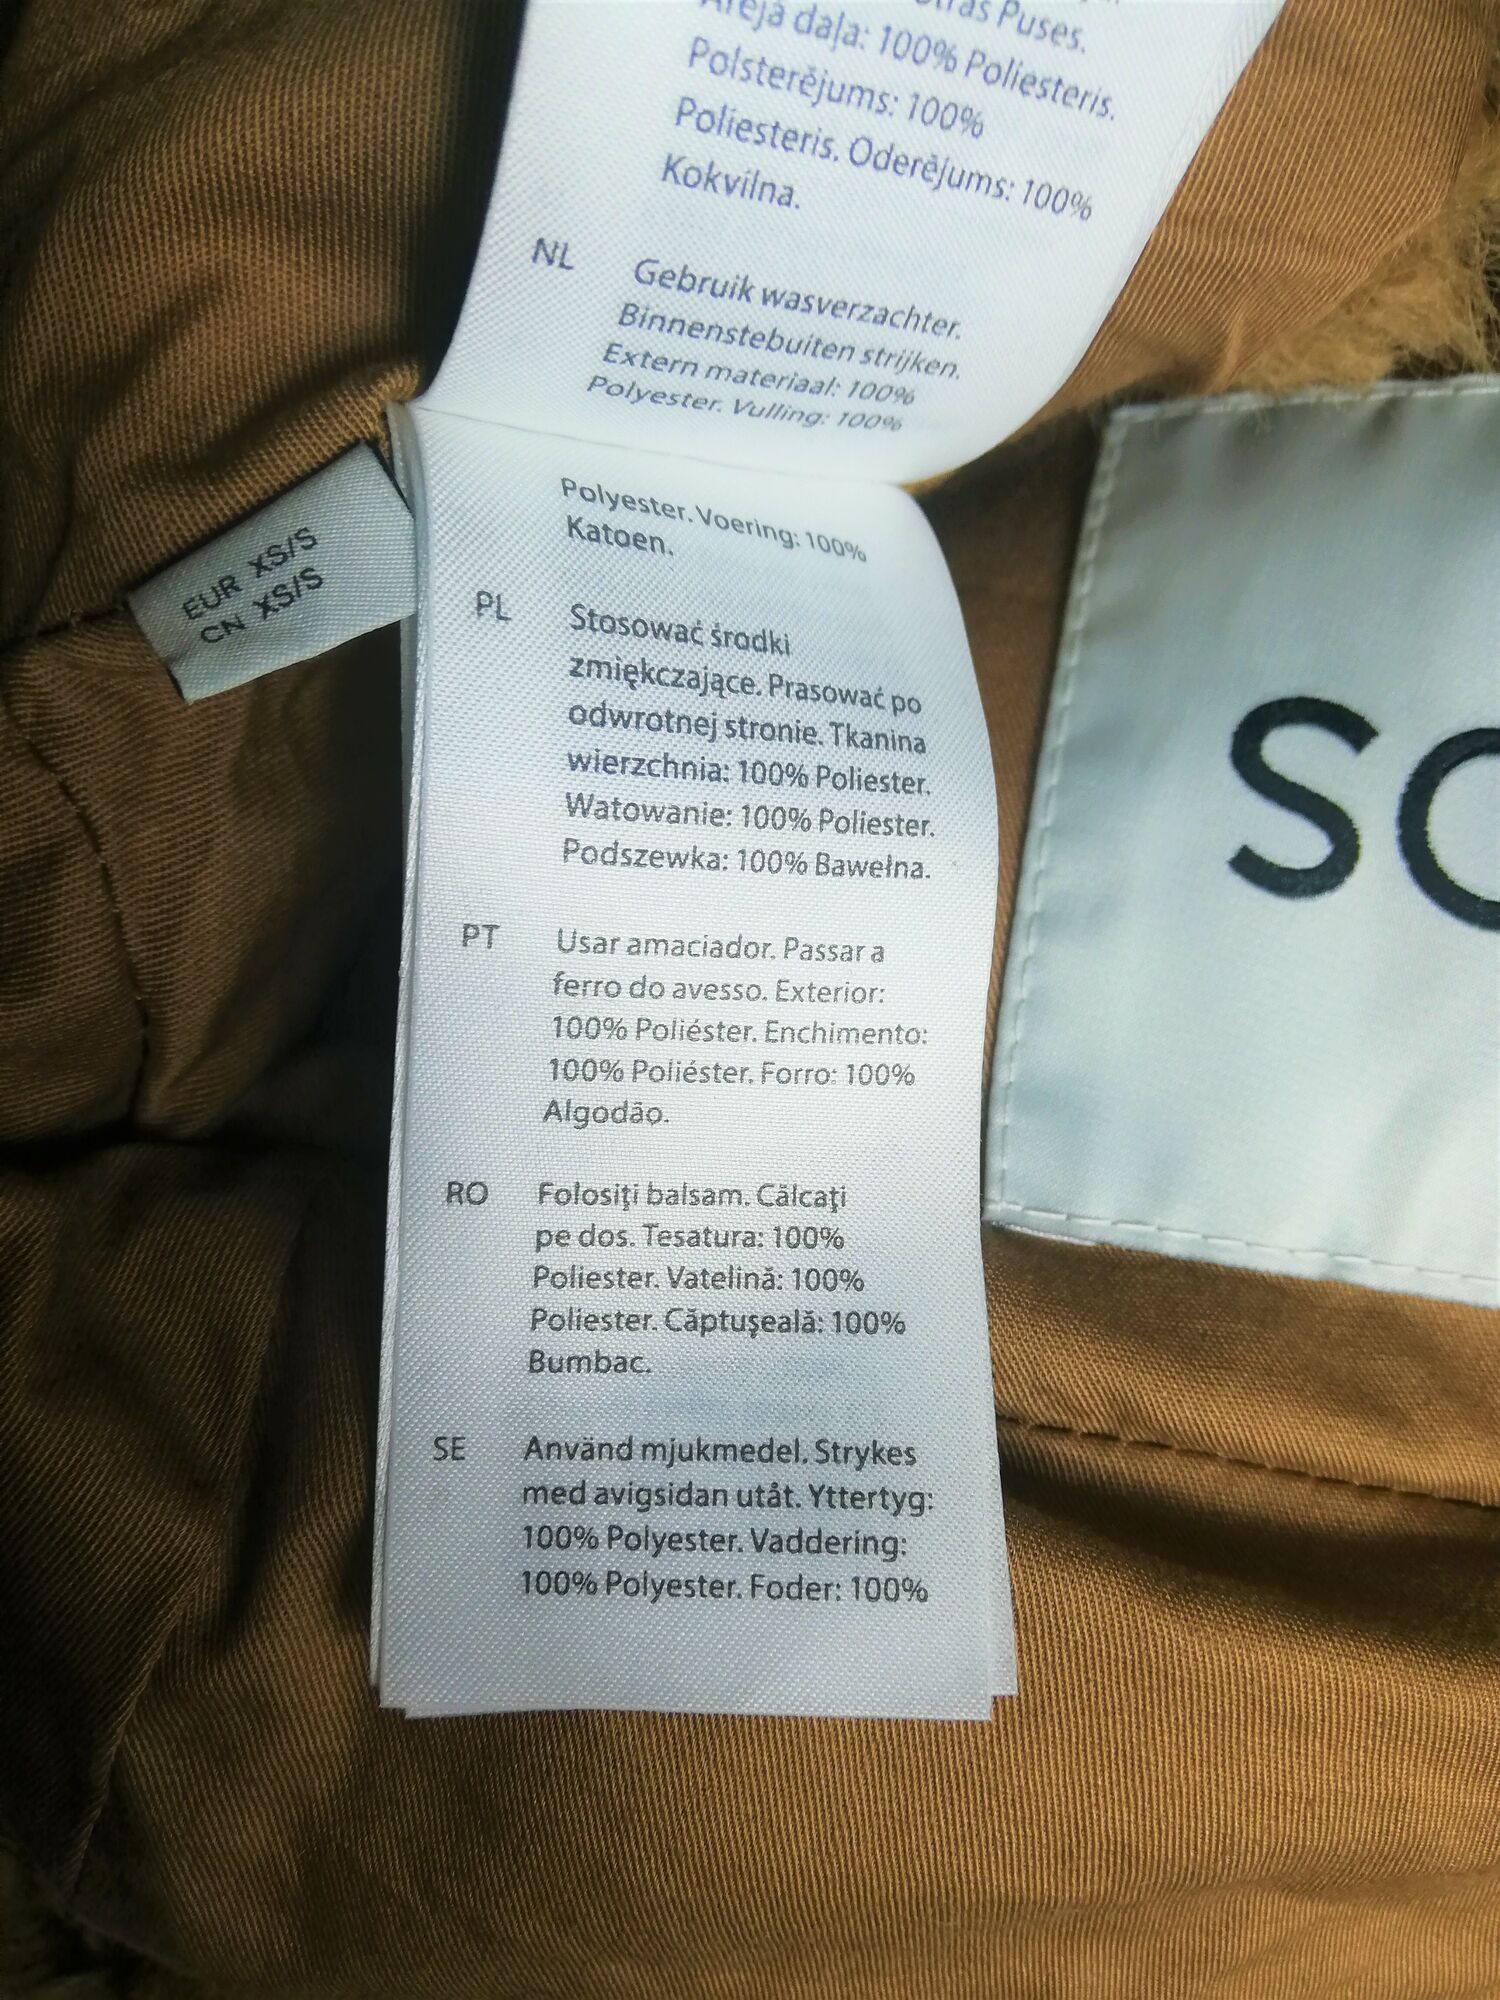 Puses.
daļa: 100% Poliesteris.
Polsterējums: 100%
Poliesteris. Oderējums: 100%
Kokvilna.
NL Gebruik wasverzachter.
Binnenstebuiten strijken.
Extern materiaal: 100%
Polyester. Vulling: 100%
Polyester. Voering: 100%
Katoen.
EUR XS/S
CN XS/S
PL Stosować środki
zmiękczające. Prasować po
odwrotnej stronie. Tkanina
wierzchnia: 100% Poliester.
Watowanie: 100% Poliester.
Podszewka: 100% Bawełna.
PT Usar amaciador. Passar a
ferro do avesso. Exterior:
100% Poliéster. Enchimento:
100% Poliéster. Forro: 100%
Algodão.
RO Folosiţi balsam. Călcaţi
pe dos. Tesatura: 100%
Poliester. Vatelină: 100%
Poliester. Căptuşeală: 100%
Bumbac.
SE Använd mjukmedel. Strykes
med avigsidan utåt. Yttertyg:
100% Polyester. Vaddering:
100% Polyester. Foder: 100%